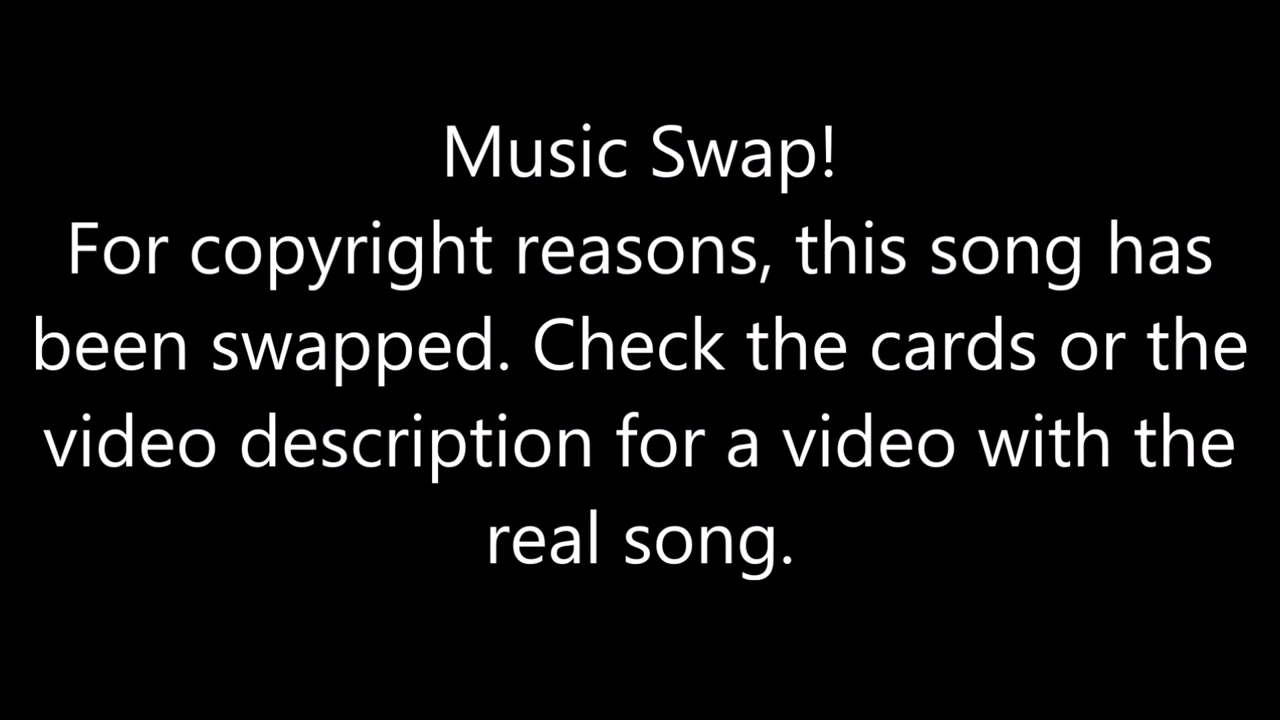 Music Swap!
For copyright reasons, this song has
been swapped. Check the cards or the
video description for a video with the
real song.